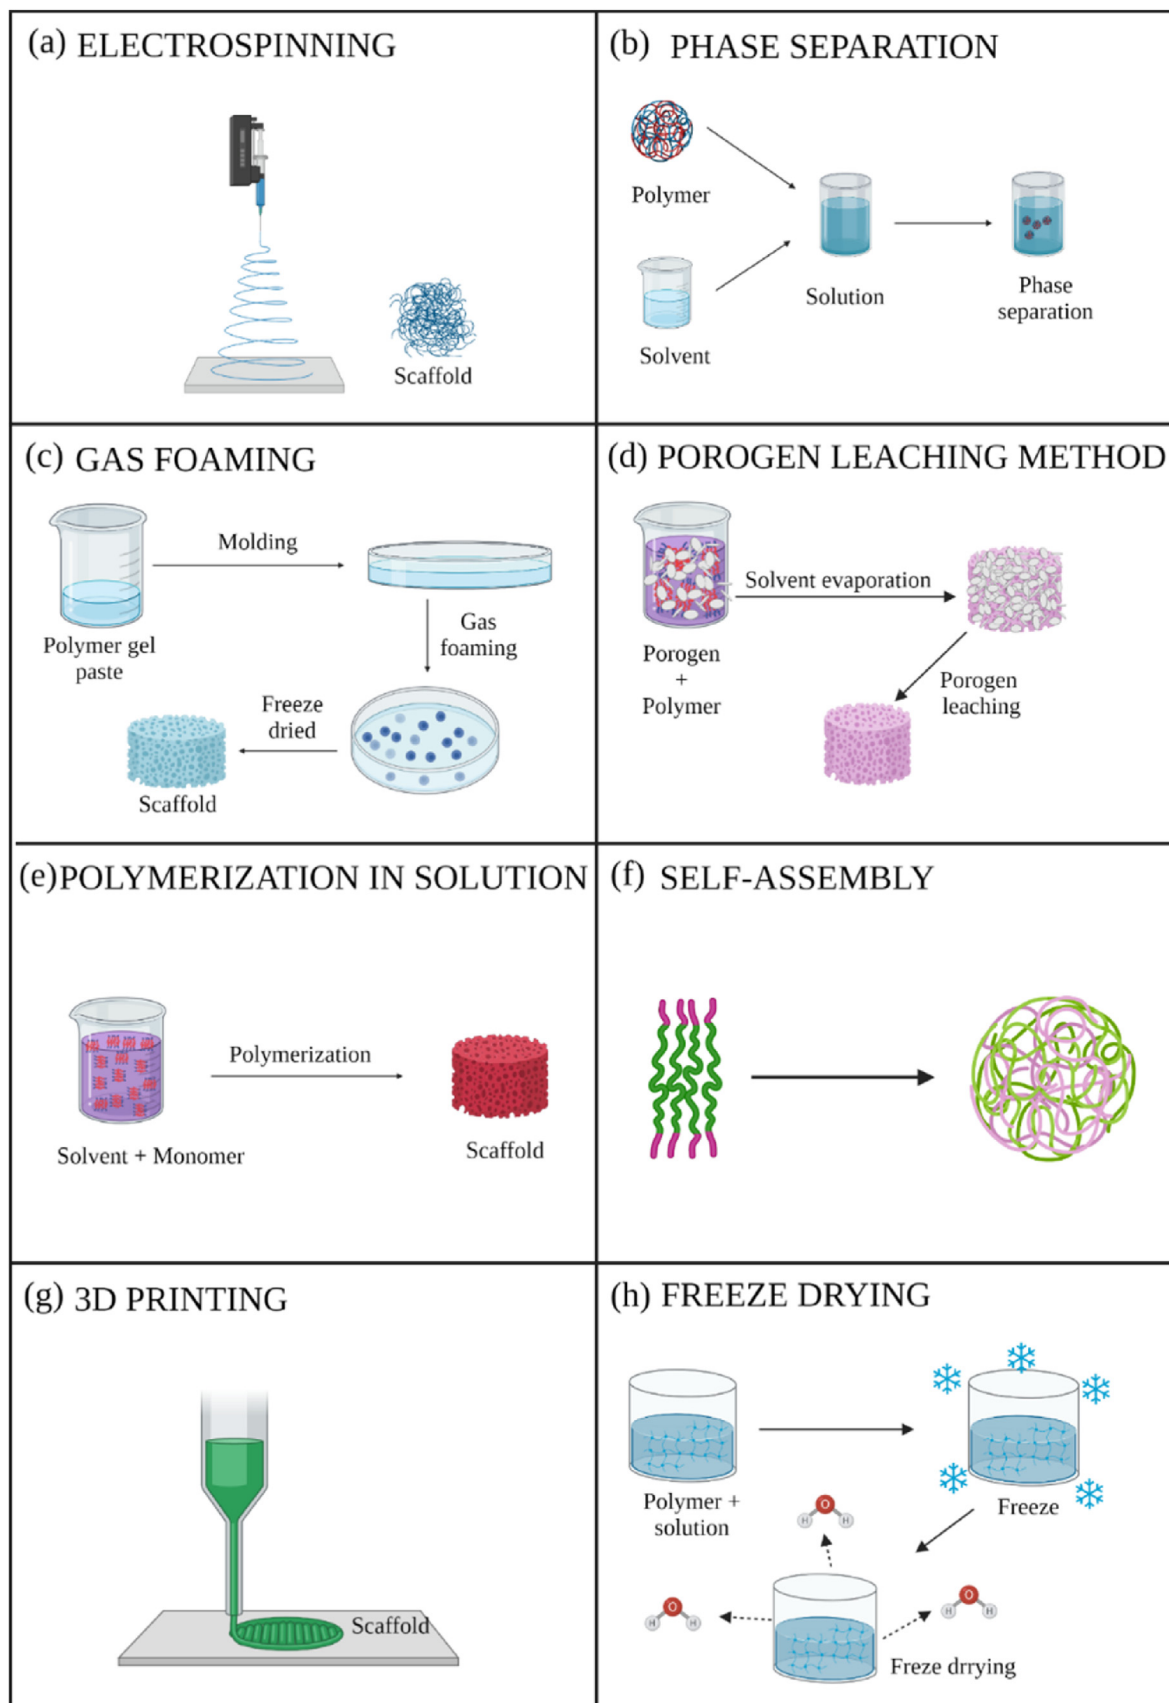 (a) ELECTROSPINNING
Scaffold
(b) PHASE SEPARATION
Polymer
Solvent
Solution
Phase
separation
(c) GAS FOAMING
Molding
Polymer gel
paste
Gas
foaming
Freeze
dried
Scaffold
(d) POROGEN LEACHING METHOD
Solvent evaporation
Porogen
+
Polymer
Porogen
leaching
(e) POLYMERIZATION IN SOLUTION
Polymerization
Solvent + Monomer
Scaffold
(f) SELF-ASSEMBLY
(g) 3D PRINTING
Scaffold
(h) FREEZE DRYING
Polymer +
solution
Freeze
O
H H
O
H H
O
H H
Freze drrying